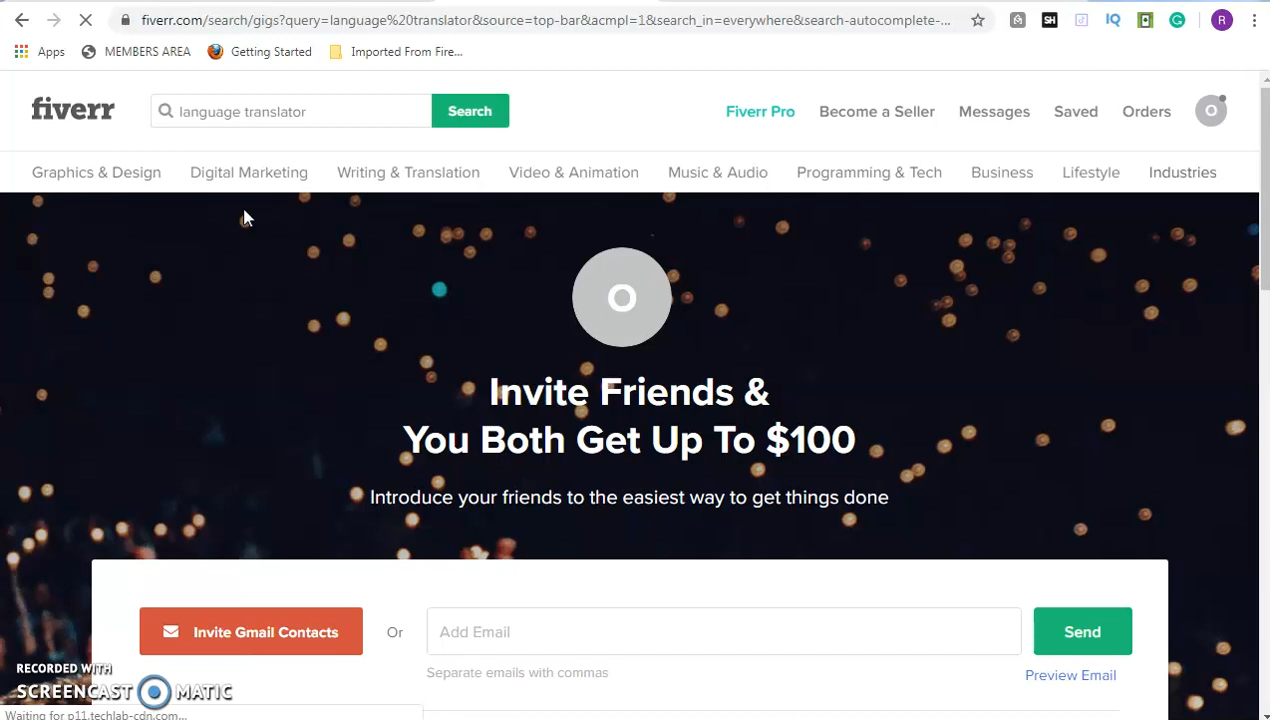 fiverr.com/search/gigs?query=language%20translator&source=top-bar&acmpl=1&search_in=everywhere&search-autocomplete-...
SH
IQ
R
Apps
MEMBERS AREA
Getting Started
Imported From Fire...
fiverr
language translator
Search
Fiverr Pro
Become a Seller
Messages
Saved
Orders
O
Graphics & Design
Digital Marketing
Writing & Translation
Video & Animation
Music & Audio
Programming & Tech
Business
Lifestyle
Industries
O
Invite Friends &
You Both Get Up To $100
Introduce your friends to the easiest way to get things done
Invite Gmail Contacts
Or
Add Email
Send
Separate emails with commas
Preview Email
RECORDED WITH
SCREENCAST MATIC
Waiting for p11.techlab-cdn.com...